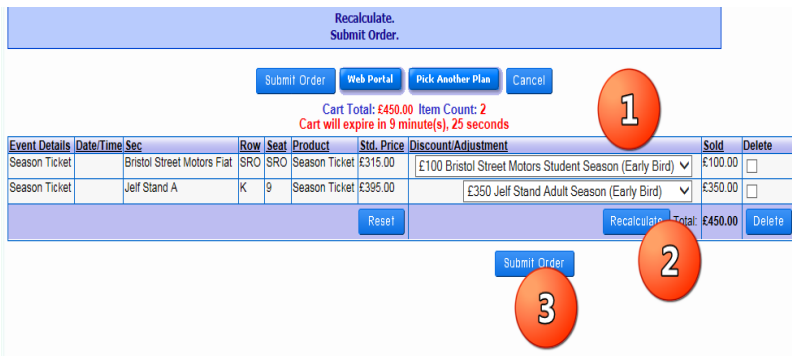 Recalculate.
Submit Order.
Submit Order Web Portal Pick Another Plan Cancel
Cart Total: £450.00 Item Count: 2
Cart will expire in 9 minute(s), 25 seconds
1
Event Details Date/Time Sec Row Seat Product Std. Price Discount/Adjustment Sold Delete
Season Ticket Bristol Street Motors Fiat SRO SRO Season Ticket £315.00 £100 Bristol Street Motors Student Season (Early Bird) £100.00
Season Ticket Jelf Stand A K 9 Season Ticket £395.00 £350 Jelf Stand Adult Season (Early Bird) £350.00
Reset Recalculate Total: £450.00 Delete
2
Submit Order
3